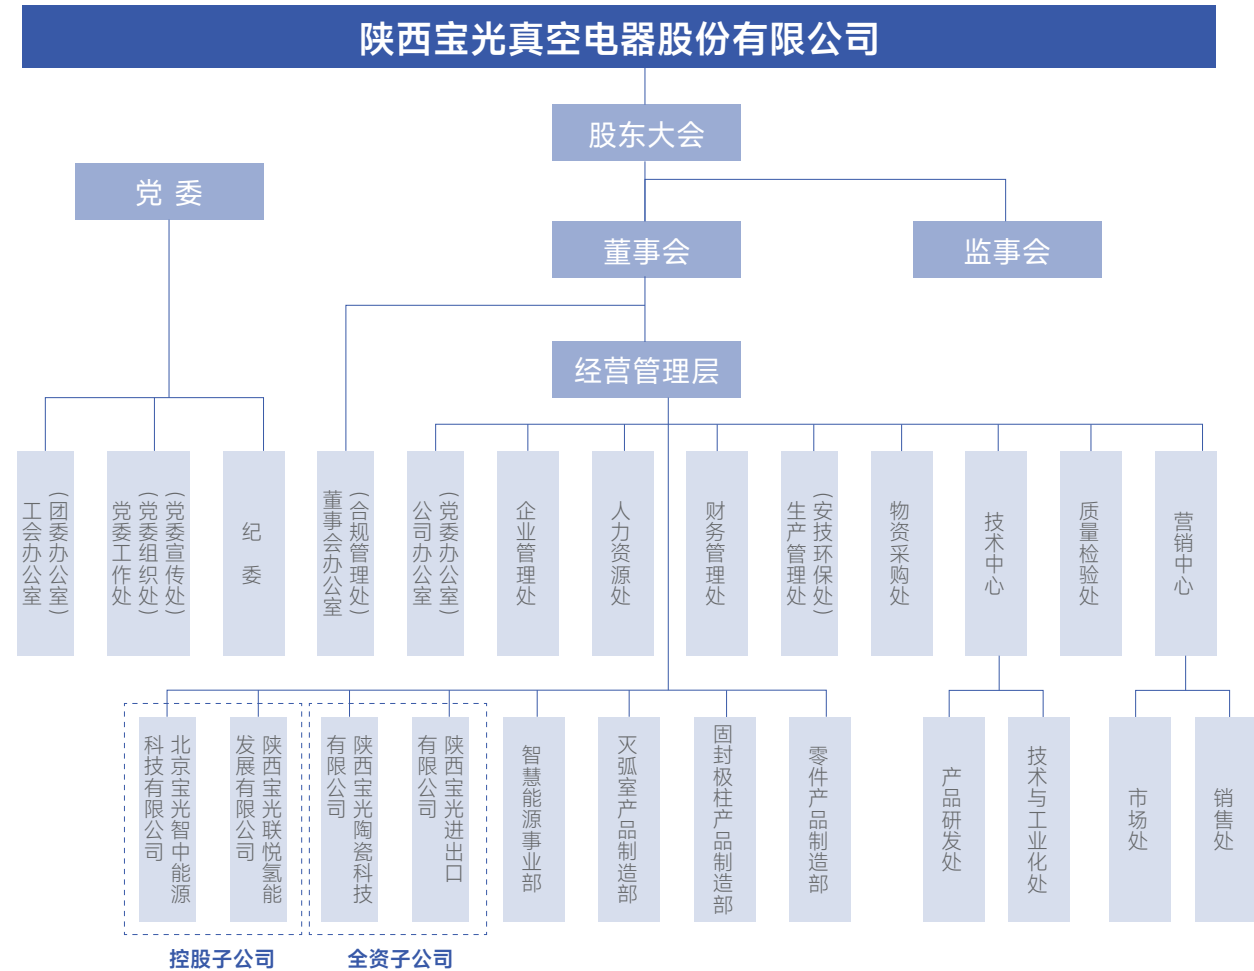 陕西宝光真空电器股份有限公司
股东大会
党 委
董事会
监事会
经营管理层
工会办公室
(团委办公室)
党委工作处
(党委组织处)
(党委宣传处)
纪 委
董事会办公室
(合规管理处)
公司办公室
(党委办公室)
企业管理处
人力资源处
财务管理处
生产管理处
(安技环保处)
物资采购处
技术中心
质量检验处
营销中心
北京宝光智中能源
科技有限公司
陕西宝光联悦氢能
发展有限公司
陕西宝光陶瓷科技
有限公司
陕西宝光进出口
有限公司
智慧能源事业部
灭弧室产品制造部
固封极柱产品制造部
零件产品制造部
产品研发处
技术与工业化处
市场处
销售处
控股子公司
全资子公司